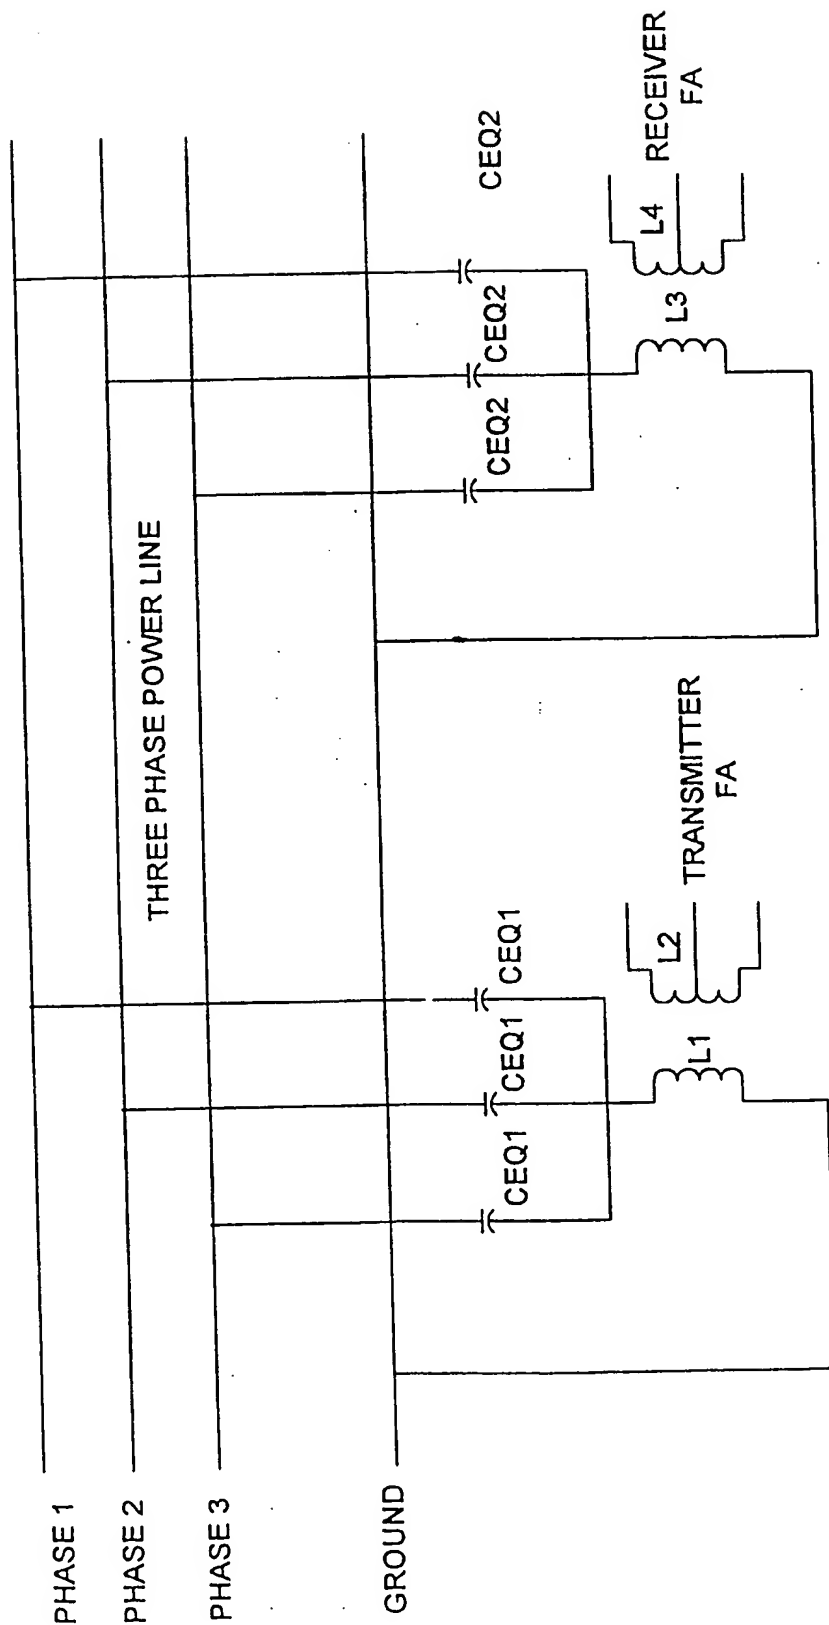 PHASE 1
PHASE 2
PHASE 3
GROUND
THREE PHASE POWER LINE
CEQ1
CEQ1
CEQ1
L1
L2
TRANSMITTER
FA
CEQ2
CEQ2
CEQ2
L3
L4
RECEIVER
FA